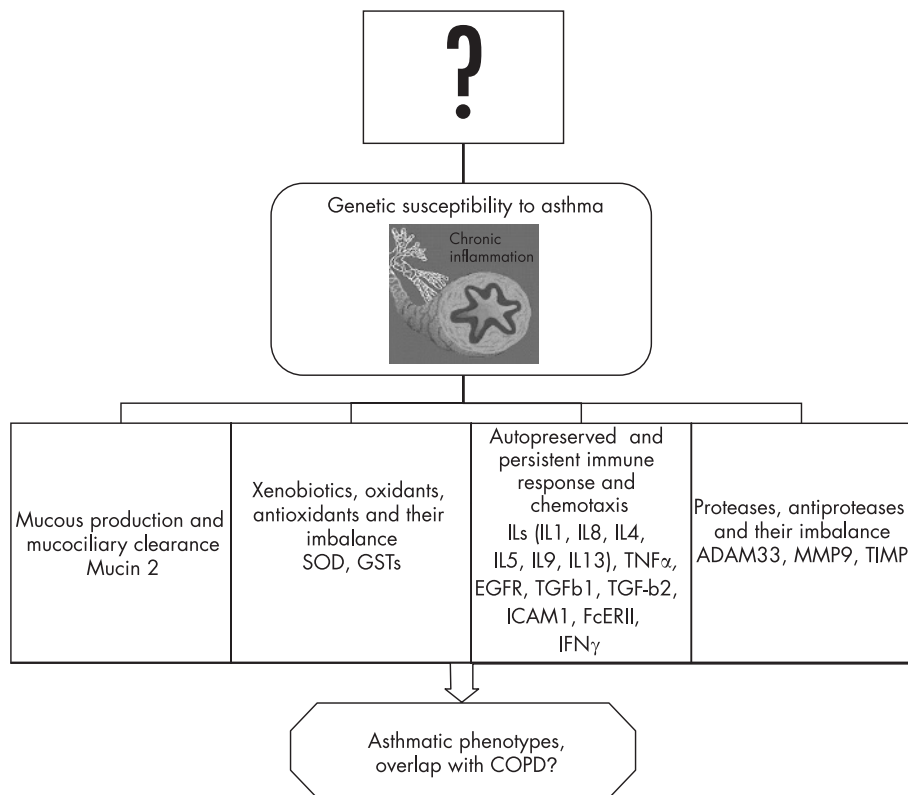 ?
Genetic susceptibility to asthma
Chronic
inflammation
Mucous production and
mucociliary clearance
Mucin 2
Xenobiotics, oxidants,
antioxidants and their
imbalance
SOD, GSTs
Autopreserved and
persistent immune
response and
chemotaxis
ILs (IL1, IL8, IL4,
IL5, IL9, IL13), TNFα,
EGFR, TGFb1, TGF-b2,
ICAM1, FcERII,
IFNγ
Proteases, antiproteases
and their imbalance
ADAM33, MMP9, TIMP
Asthmatic phenotypes,
overlap with COPD?